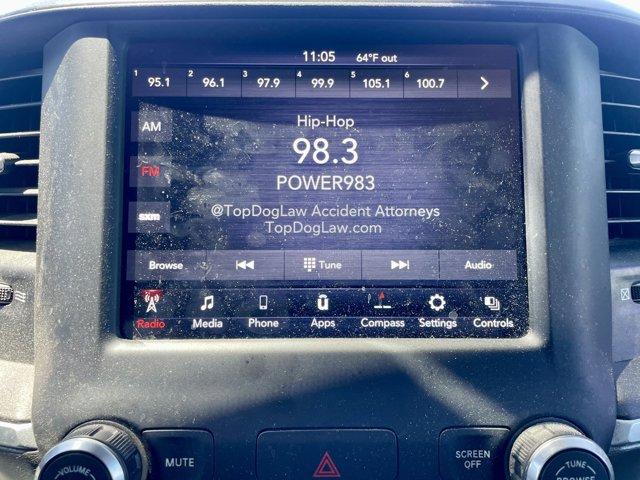 11:05 64°F out
1 95.1 2 96.1 3 97.9 4 99.9 5 105.1 6 100.7
AM
FM
sxm
Hip-Hop
98.3
POWER983
@TopDogLaw Accident Attorneys
TopDogLaw.com
Browse Tune Audio
Radio Media Phone Apps Compass Settings Controls
VOLUME
MUTE
SCREEN
OFF
TUNE
BROWSE